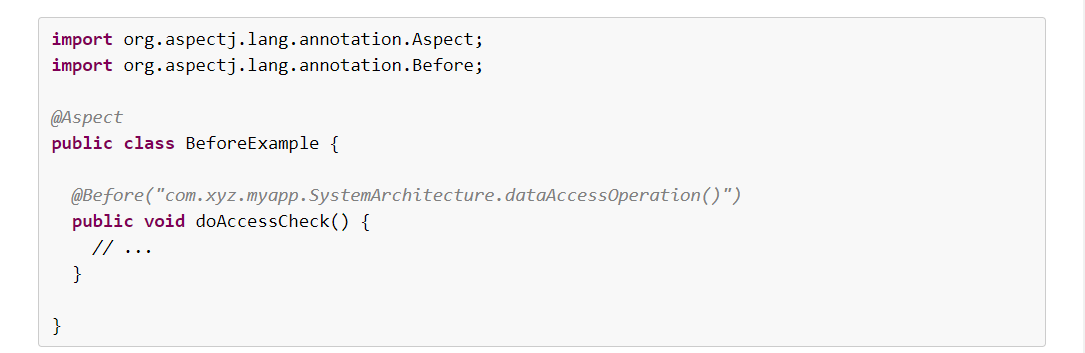 import org.aspectj.lang.annotation.Aspect;
import org.aspectj.lang.annotation.Before;
@Aspect
public class BeforeExample {
@Before("com.xyz.myapp.SystemArchitecture.dataAccessOperation()")
public void doAccessCheck() {
// ...
}
}